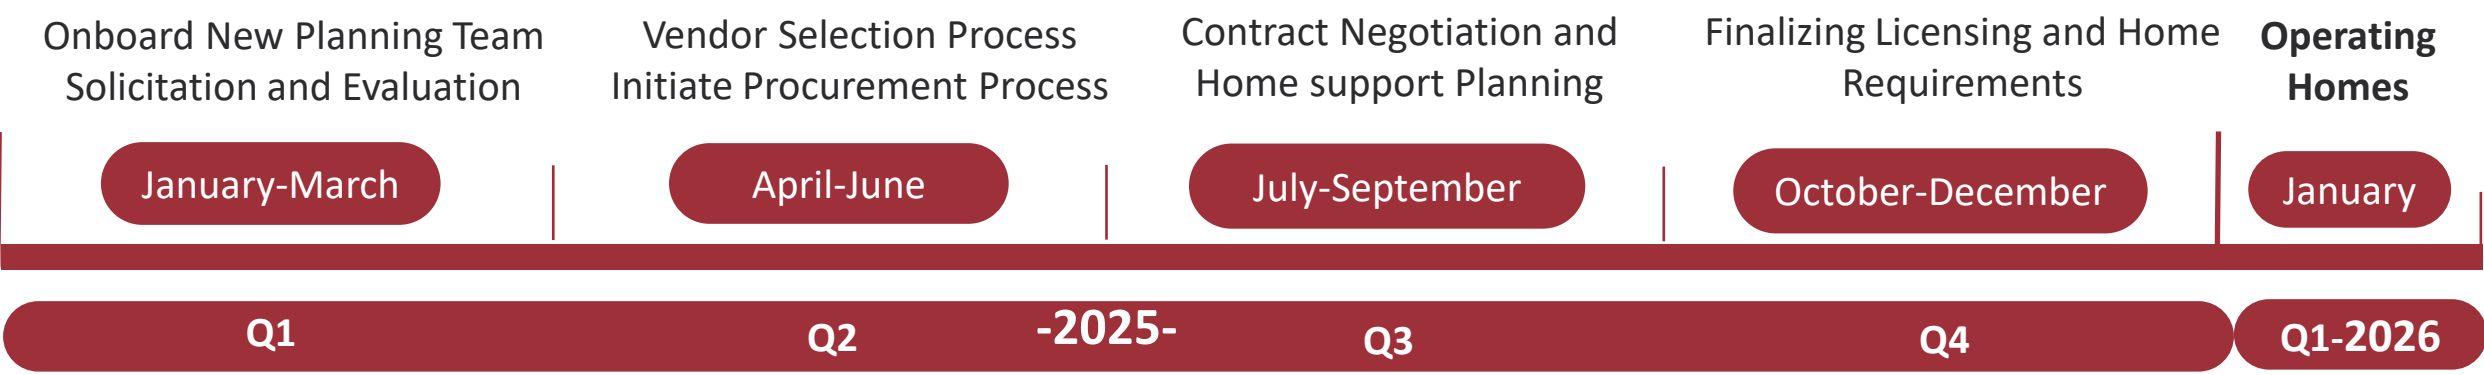 Onboard New Planning Team
Solicitation and Evaluation
Vendor Selection Process
Initiate Procurement Process
Contract Negotiation and
Home support Planning
Finalizing Licensing and Home
Requirements
Operating
Homes
January-March
April-June
July-September
October-December
January
Q1
Q2
-2025-
Q3
Q4
Q1-2026